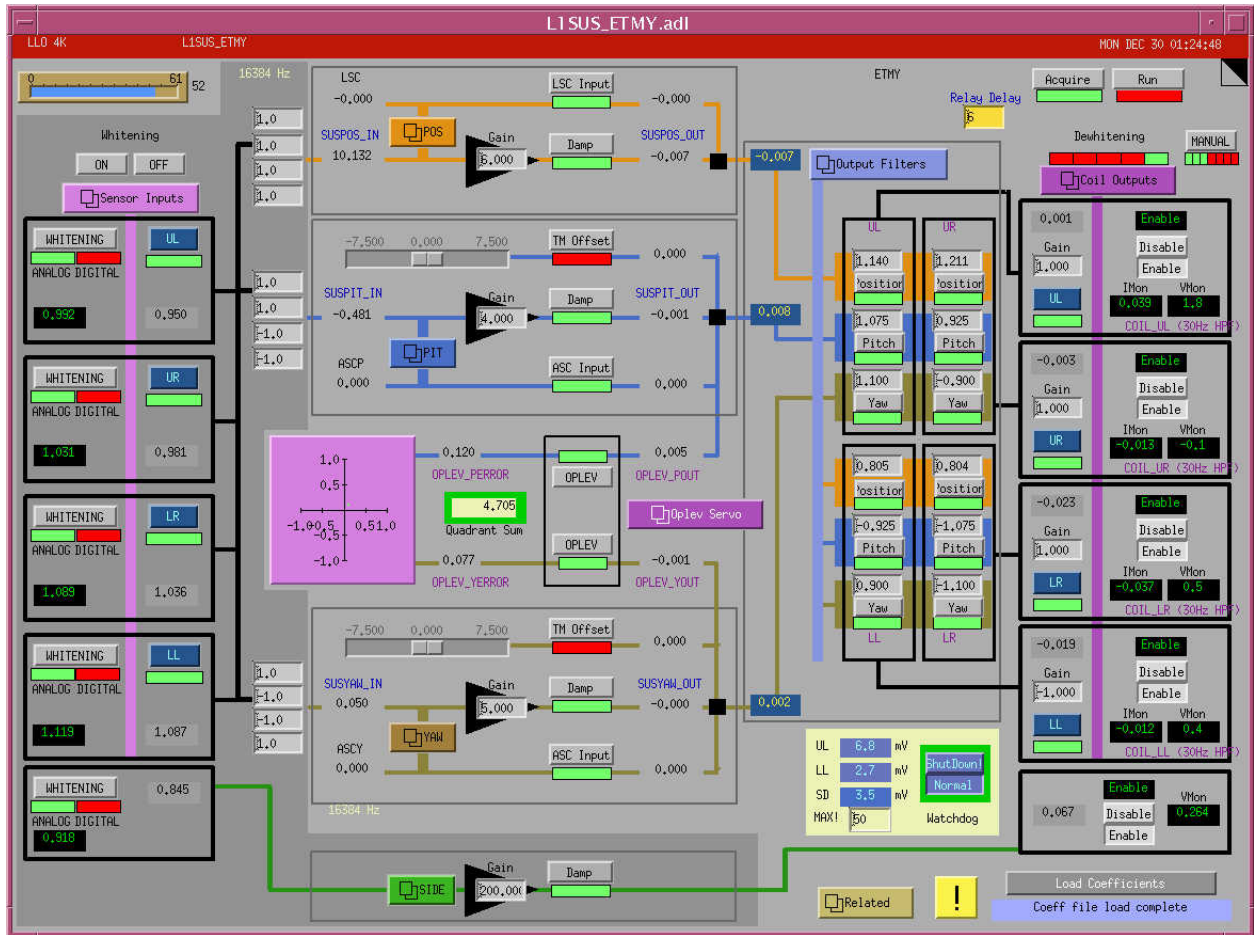 L1SUS_ETMY.adl
LLO 4K L1SUS_ETMY MON DEC 30 01:24:48
0 61 52
16384 Hz
Whitening
ON OFF
Sensor Inputs
WHITENING UL
ANALOG DIGITAL
0.992 0.950
WHITENING UR
ANALOG DIGITAL
1.031 0.981
WHITENING LR
ANALOG DIGITAL
1.089 1.036
WHITENING LL
ANALOG DIGITAL
1.119 1.087
WHITENING 0.845
ANALOG DIGITAL
0.918
1.0
1.0
1.0
1.0
1.0
1.0
-1.0
-1.0
1.0
-1.0
-1.0
1.0
LSC LSC Input
-0.000 -0.000
SUSPOS_IN POS Gain Damp SUSPOS_OUT
10.132 6.000 -0.007
-7.500 0.000 7.500 TM Offset 0.000
SUSPIT_IN Gain Damp SUSPIT_OUT
-0.481 4.000 -0.001
PIT
ASCP ASC Input
0.000 0.000
1.0
0.5
-1.0-0.5 0.51.0
-0.5
-1.0
0.120 0.005
OPLEV_PERROR OPLEV OPLEV_POUT
4.705
Quadrant Sum
Oplev Servo
OPLEV
0.077 -0.001
OPLEV_YERROR OPLEV_YOUT
-7.500 0.000 7.500 TM Offset 0.000
SUSYAW_IN Gain Damp SUSYAW_OUT
0.050 5.000 -0.000
YAW
ASCY ASC Input
0.000 0.000
16384 Hz
SIDE Gain Damp
200.000
ETMY
Relay Delay
6
-0.007
0.008
0.002
Output Filters
UL UR
1.140 1.211
Position Position
1.075 0.925
Pitch Pitch
1.100 -0.900
Yaw Yaw
0.805 0.804
Position Position
-0.925 -1.075
Pitch Pitch
0.900 -1.100
Yaw Yaw
LL LR
UL 6.8 mV
LL 2.7 mV
SD 3.5 mV
MAX! 50
ShutDown!
Normal
Watchdog
Acquire Run
Dewhitening MANUAL
Coil Outputs
0.001 Enable
Gain Disable
1.000 Enable
UL IMon VMon
0.039 1.8
COIL_UL (30Hz HPF)
-0.003 Enable
Gain Disable
1.000 Enable
UR IMon VMon
-0.013 -0.1
COIL_UR (30Hz HPF)
-0.023 Enable
Gain Disable
1.000 Enable
LR IMon VMon
-0.037 0.5
COIL_LR (30Hz HPF)
-0.019 Enable
Gain Disable
-1.000 Enable
LL IMon VMon
-0.012 0.4
COIL_LL (30Hz HPF)
Enable VMon
0.067 Disable 0.264
Enable
Related !
Load Coefficients
Coeff file load complete